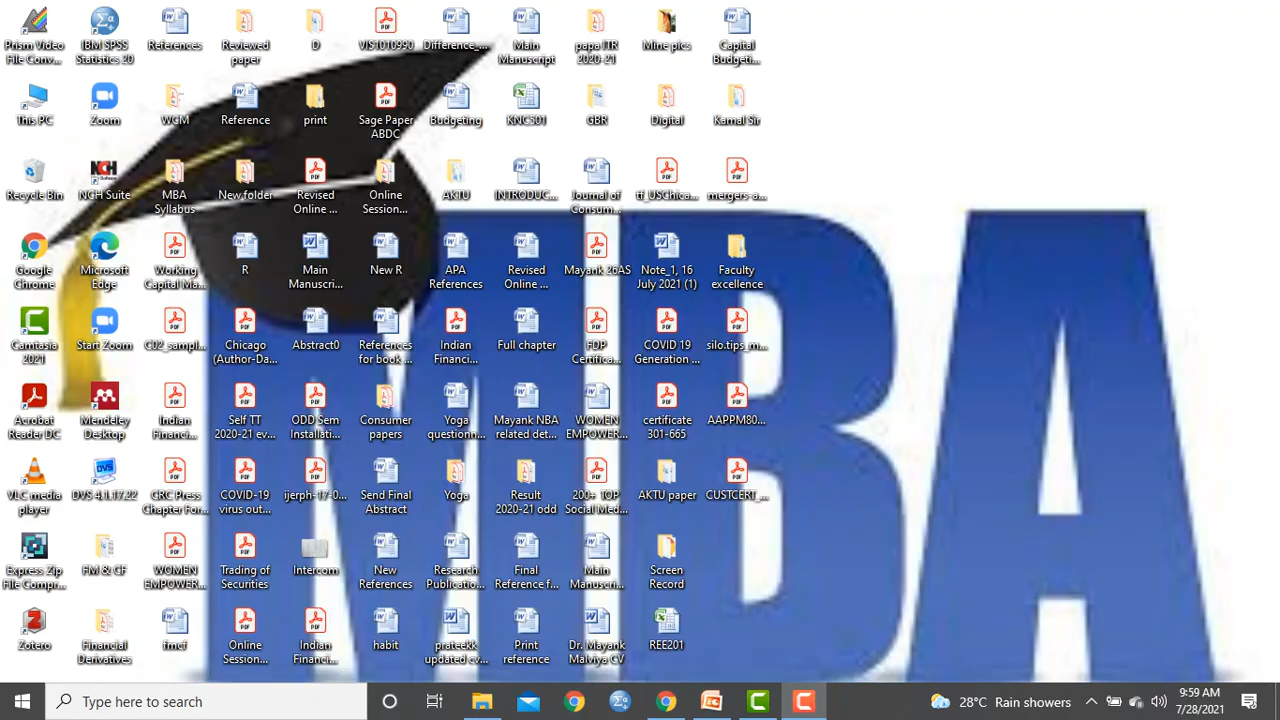 Prism Video
File Conv...
IBM SPSS
Statistics 20
References
Reviewed
paper
D
VIS1010990
Difference_...
Main
Manuscript
papa ITR
2020-21
Mine pics
Capital
Budgeti...
This PC
Zoom
WCM
Reference
print
Sage Paper
ABDC
Budgeting
KNC501
GBR
Digital
Kamal Sir
Recycle Bin
NCH Suite
MBA
Syllabus
New folder
Revised
Online ...
Online
Session...
AKTU
INTRODUC...
Journal of
Consum...
tf_USChica...
mergers-a...
Google
Chrome
Microsoft
Edge
Working
Capital Ma...
R
Main
Manuscri...
New R
APA
References
Revised
Online ...
Mayank 26AS
Note_1, 16
July 2021 (1)
Faculty
excellence
Camtasia
2021
Start Zoom
C02_sampl...
Chicago
(Author-Da...
Abstract0
References
for book ...
Indian
Financi...
Full chapter
FDP
Certifica...
COVID 19
Generation ...
silo.tips_m...
Acrobat
Reader DC
Mendeley
Desktop
Indian
Financi...
Self TT
2020-21 ev...
ODD Sem
Installati...
Consumer
papers
Yoga
questionn...
Mayank NBA
related det...
WOMEN
EMPOWER...
certificate
301-665
AAPPM80...
VLC media
player
DVS 4.1.17.22
CRC Press
Chapter For...
COVID-19
virus out...
ijerph-17-0...
Send Final
Abstract
Yoga
Result
2020-21 odd
200+ TOP
Social Med...
AKTU paper
CUSTCERT_...
Express Zip
File Compr...
FM & CF
WOMEN
EMPOWER...
Trading of
Securities
Intercom
New
References
Research
Publicatio...
Final
Reference f...
Main
Manuscri...
Screen
Record
Zotero
Financial
Derivatives
fmcf
Online
Session...
Indian
Financi...
habit
prateekk
updated cv...
Print
reference
Dr. Mayank
Malviya CV
REE201
MBA
Type here to search
28°C Rain showers
9:59 AM
7/28/2021